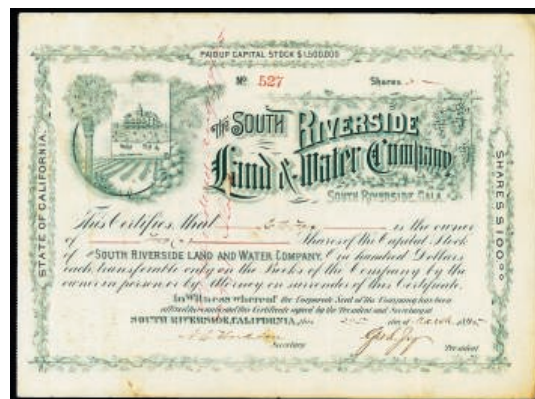 PAID UP CAPITAL STOCK $1,500,000
No 527
Shares
STATE OF CALIFORNIA.
SHARES $100.00
THE SOUTH RIVERSIDE
Land & Water Company
SOUTH RIVERSIDE, CALA.
This Certifies that is the owner
of Shares of the Capital Stock
of THE SOUTH RIVERSIDE LAND AND WATER COMPANY. One hundred Dollars
each, transferable only on the Books of the Company by the
owner in person or by Attorney on surrender of this Certificate.
In Witness whereof the Corporate Seal of the Company has been
affixed hereunto and this Certificate signed by the President and Secretary at
SOUTH RIVERSIDE, CALIFORNIA, this day of March
Secretary
President